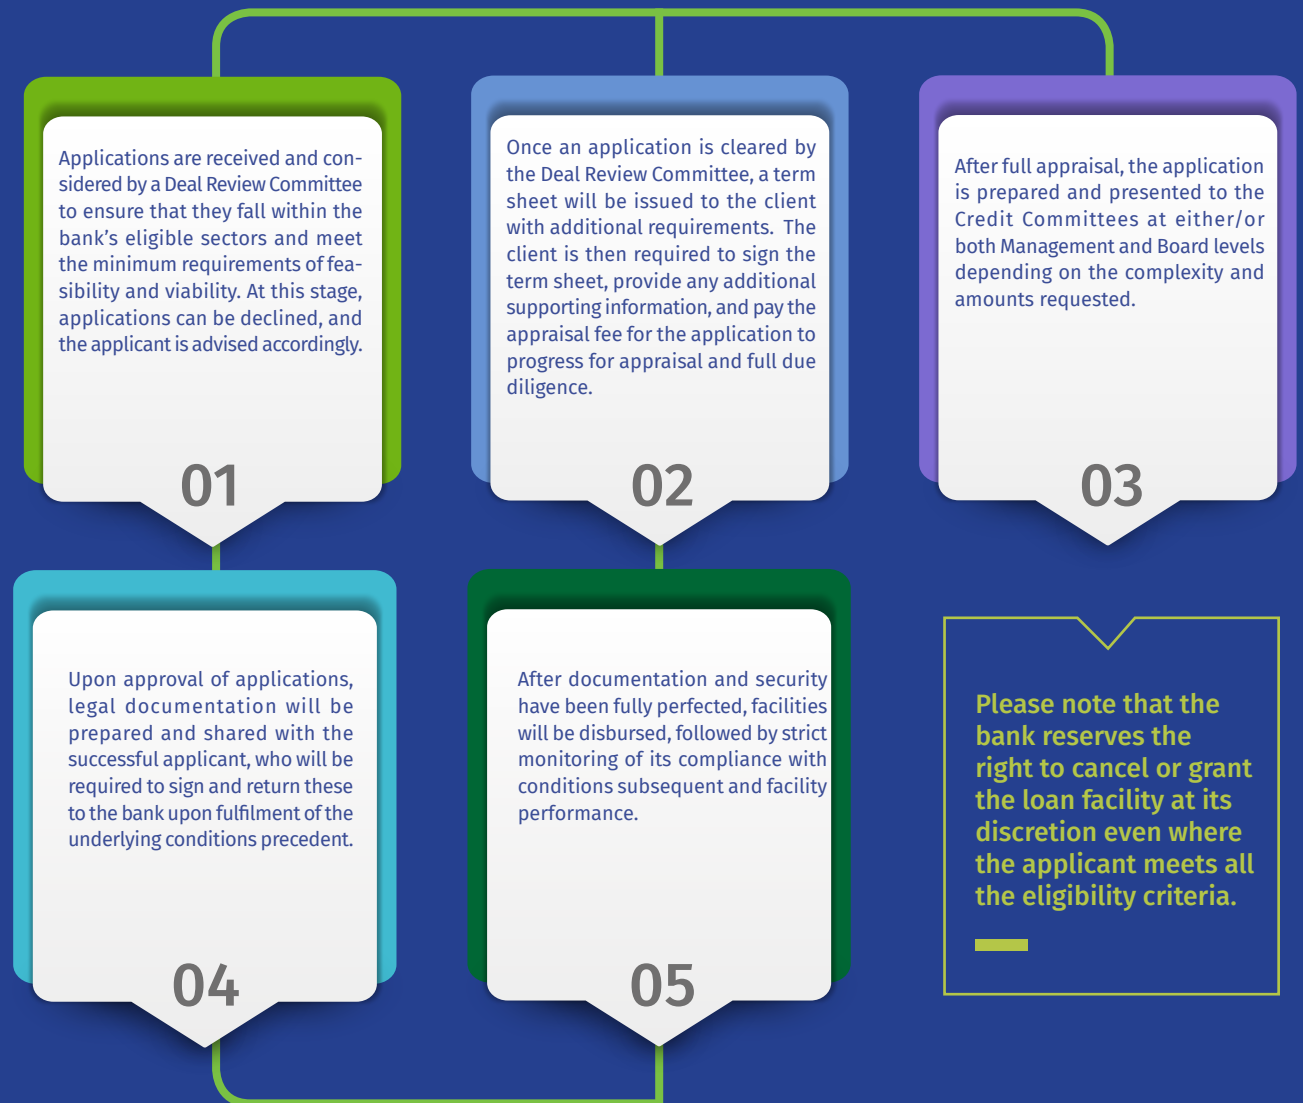 Applications are received and con-
sidered by a Deal Review Committee
to ensure that they fall within the
bank's eligible sectors and meet
the minimum requirements of fea-
sibility and viability. At this stage,
applications can be declined, and
the applicant is advised accordingly.
01
Once an application is cleared by
the Deal Review Committee, a term
sheet will be issued to the client
with additional requirements. The
client is then required to sign the
term sheet, provide any additional
supporting information, and pay the
appraisal fee for the application to
progress for appraisal and full due
diligence.
02
After full appraisal, the application
is prepared and presented to the
Credit Committees at either/or
both Management and Board levels
depending on the complexity and
amounts requested.
03
Upon approval of applications,
legal documentation will be
prepared and shared with the
successful applicant, who will be
required to sign and return these
to the bank upon fulfilment of the
underlying conditions precedent.
04
After documentation and security
have been fully perfected, facilities
will be disbursed, followed by strict
monitoring of its compliance with
conditions subsequent and facility
performance.
05
Please note that the
bank reserves the
right to cancel or grant
the loan facility at its
discretion even where
the applicant meets all
the eligibility criteria.